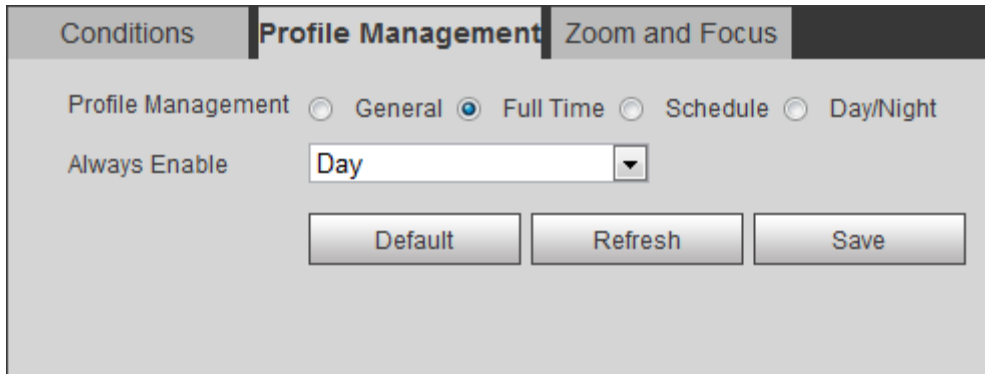 Conditions Profile Management Zoom and Focus
Profile Management General Full Time Schedule Day/Night
Always Enable Day
Default Refresh Save